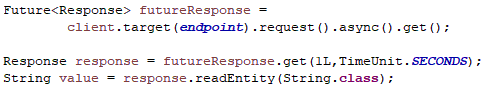 Future<Response> futureResponse =
client.target(endpoint).request().async().get();
Response response = futureResponse.get(1L,TimeUnit.SECONDS);
String value = response.readEntity(String.class);